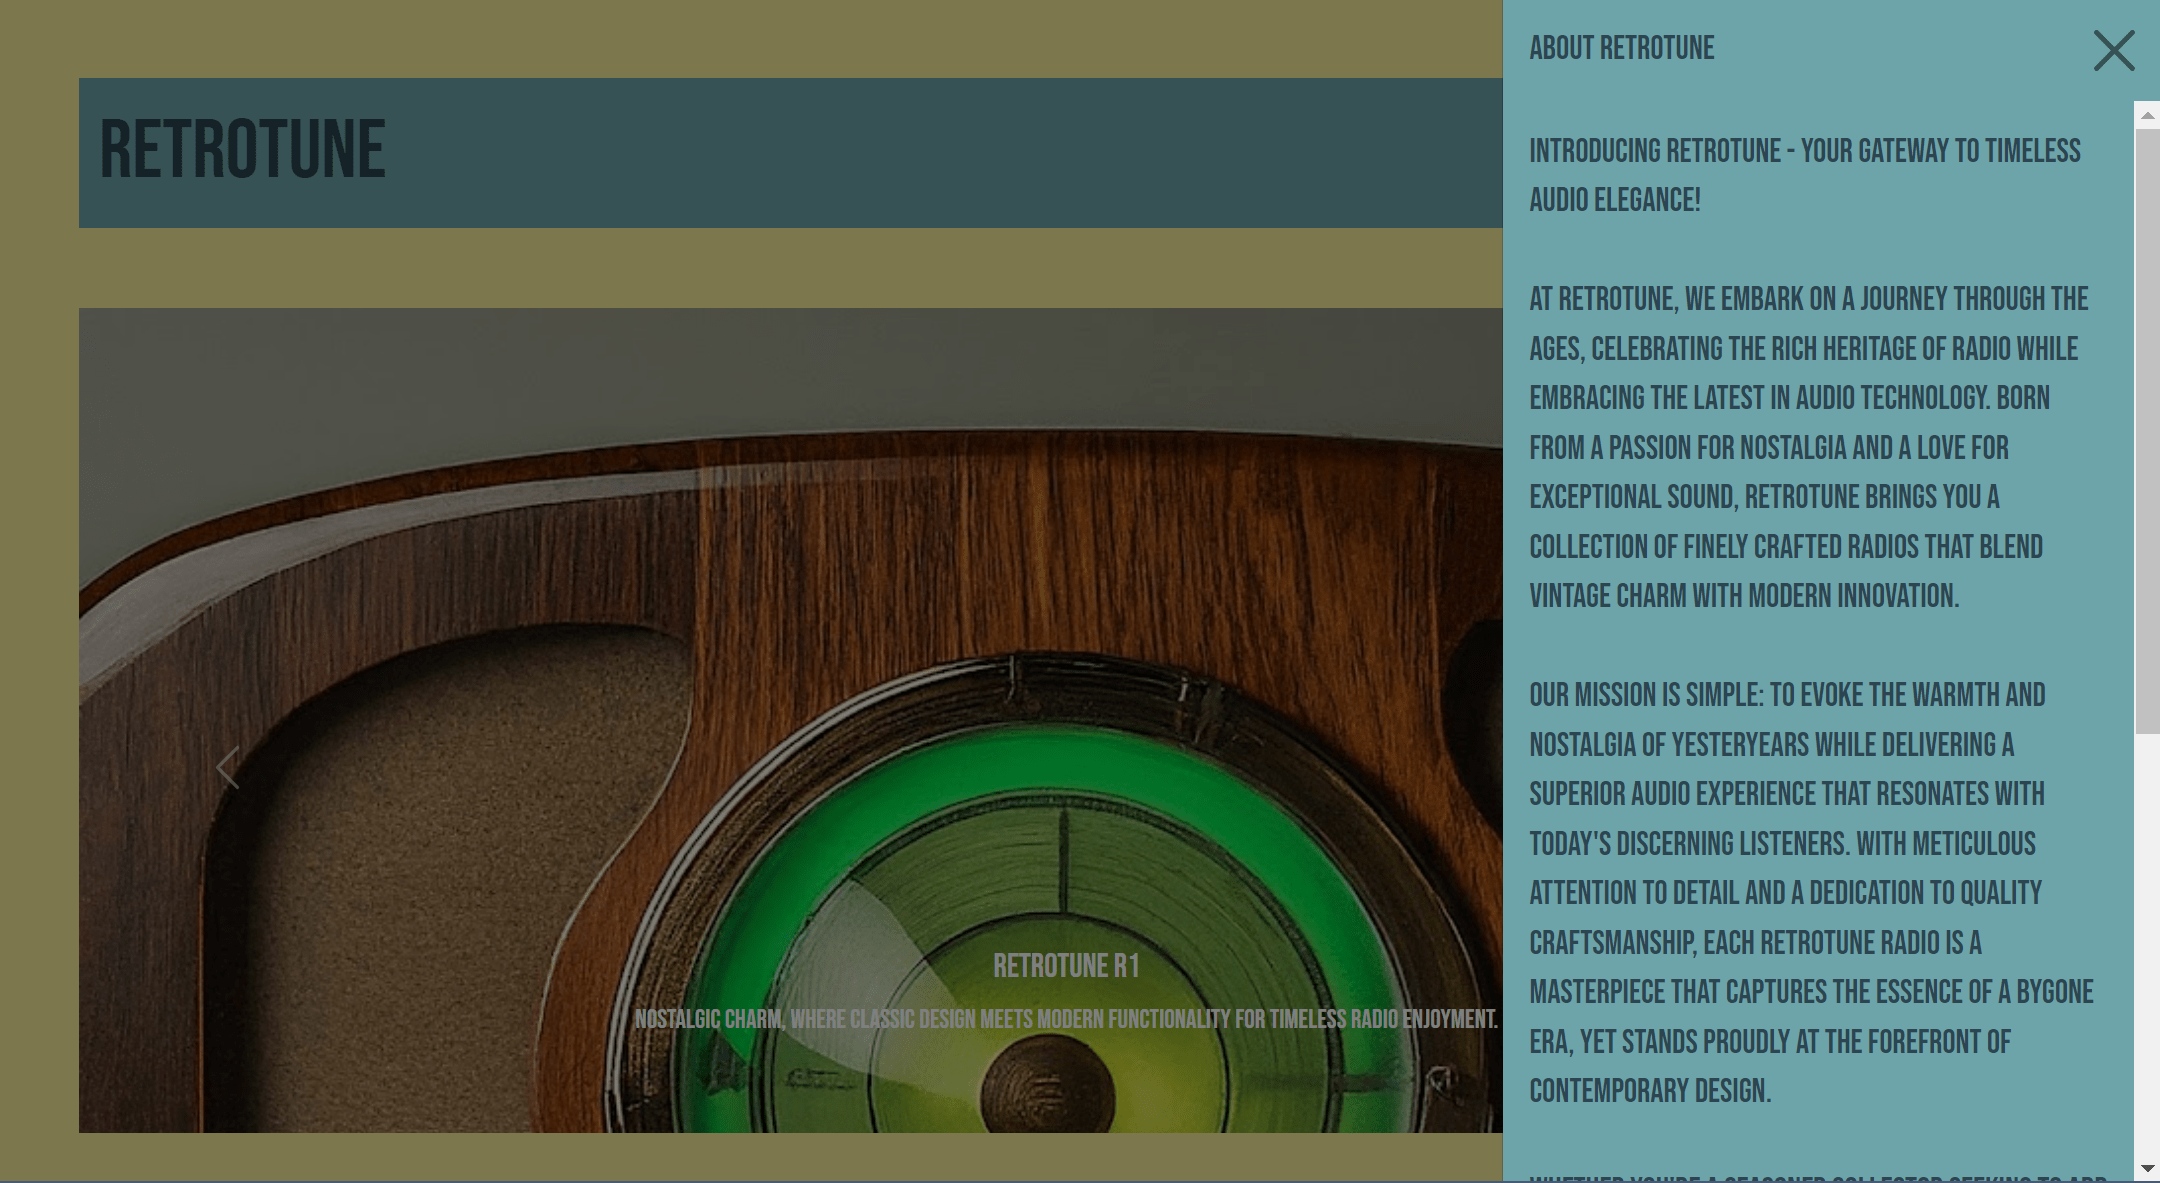 RETROTUNE
RETROTUNE R1
NOSTALGIC CHARM, WHERE CLASSIC DESIGN MEETS MODERN FUNCTIONALITY FOR TIMELESS RADIO ENJOYMENT.
ABOUT RETROTUNE
INTRODUCING RETROTUNE - YOUR GATEWAY TO TIMELESS
AUDIO ELEGANCE!
AT RETROTUNE, WE EMBARK ON A JOURNEY THROUGH THE
AGES, CELEBRATING THE RICH HERITAGE OF RADIO WHILE
EMBRACING THE LATEST IN AUDIO TECHNOLOGY. BORN
FROM A PASSION FOR NOSTALGIA AND A LOVE FOR
EXCEPTIONAL SOUND, RETROTUNE BRINGS YOU A
COLLECTION OF FINELY CRAFTED RADIOS THAT BLEND
VINTAGE CHARM WITH MODERN INNOVATION.
OUR MISSION IS SIMPLE: TO EVOKE THE WARMTH AND
NOSTALGIA OF YESTERYEARS WHILE DELIVERING A
SUPERIOR AUDIO EXPERIENCE THAT RESONATES WITH
TODAY'S DISCERNING LISTENERS. WITH METICULOUS
ATTENTION TO DETAIL AND A DEDICATION TO QUALITY
CRAFTSMANSHIP, EACH RETROTUNE RADIO IS A
MASTERPIECE THAT CAPTURES THE ESSENCE OF A BYGONE
ERA, YET STANDS PROUDLY AT THE FOREFRONT OF
CONTEMPORARY DESIGN.